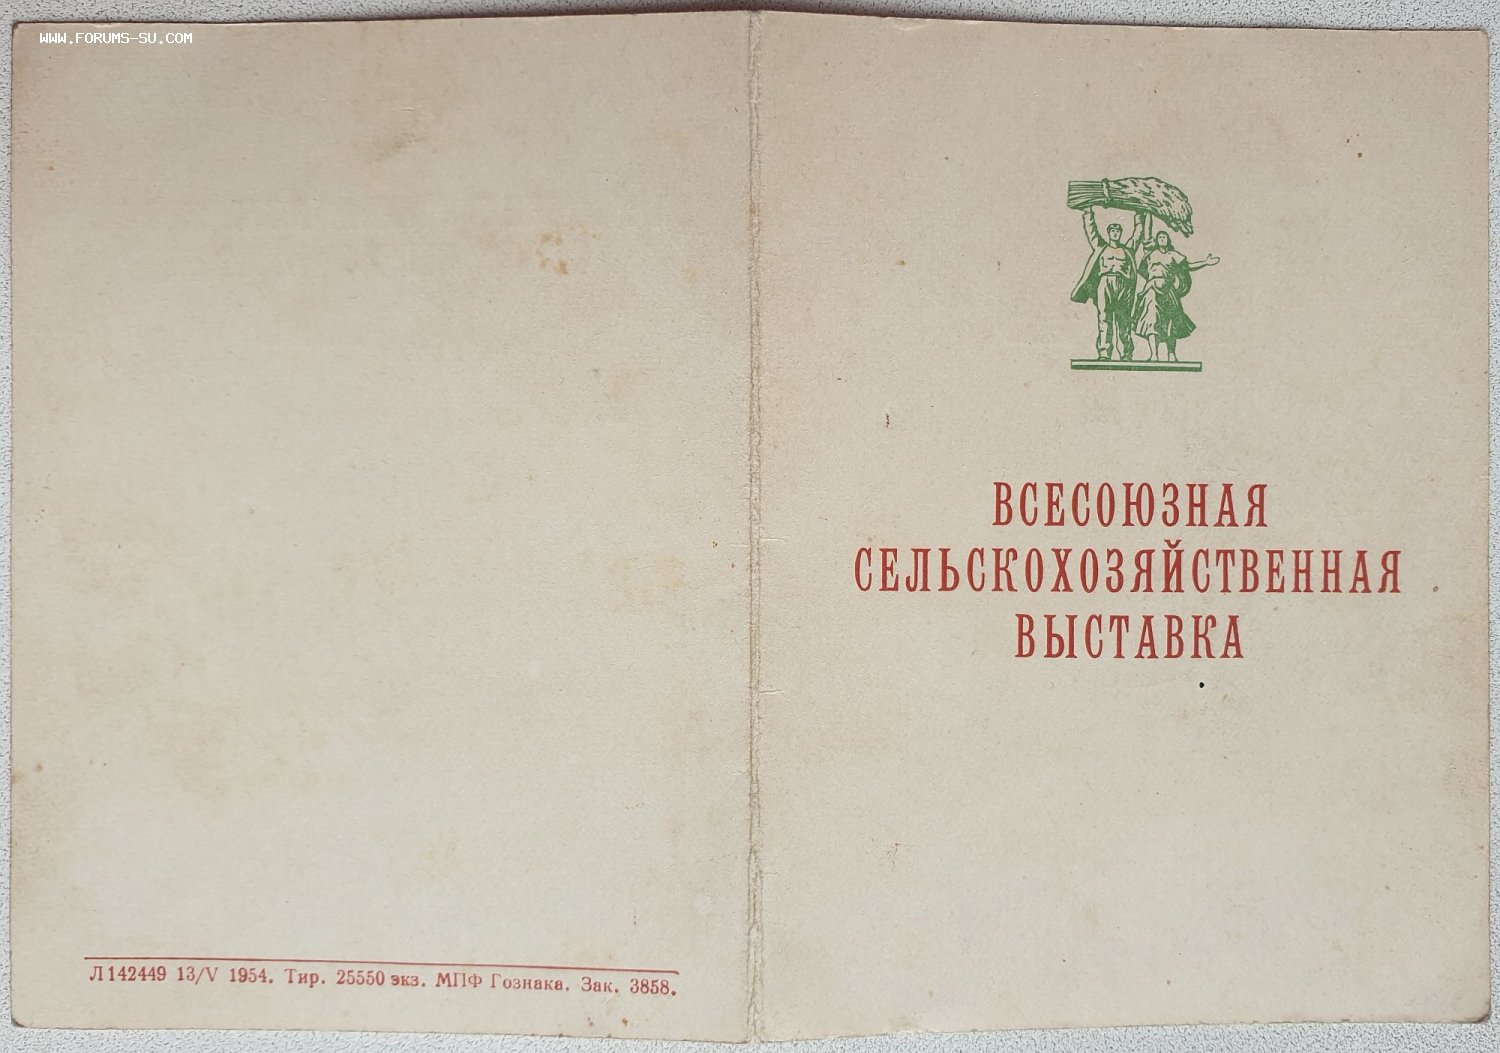 WWW.FORUMS-SU.COM
ВСЕСОЮЗНАЯ
СЕЛЬСКОХОЗЯЙСТВЕННАЯ
ВЫСТАВКА
Л142449 13/V 1954. Тир. 25550 экз. МПФ Гознака. Зак. 3858.